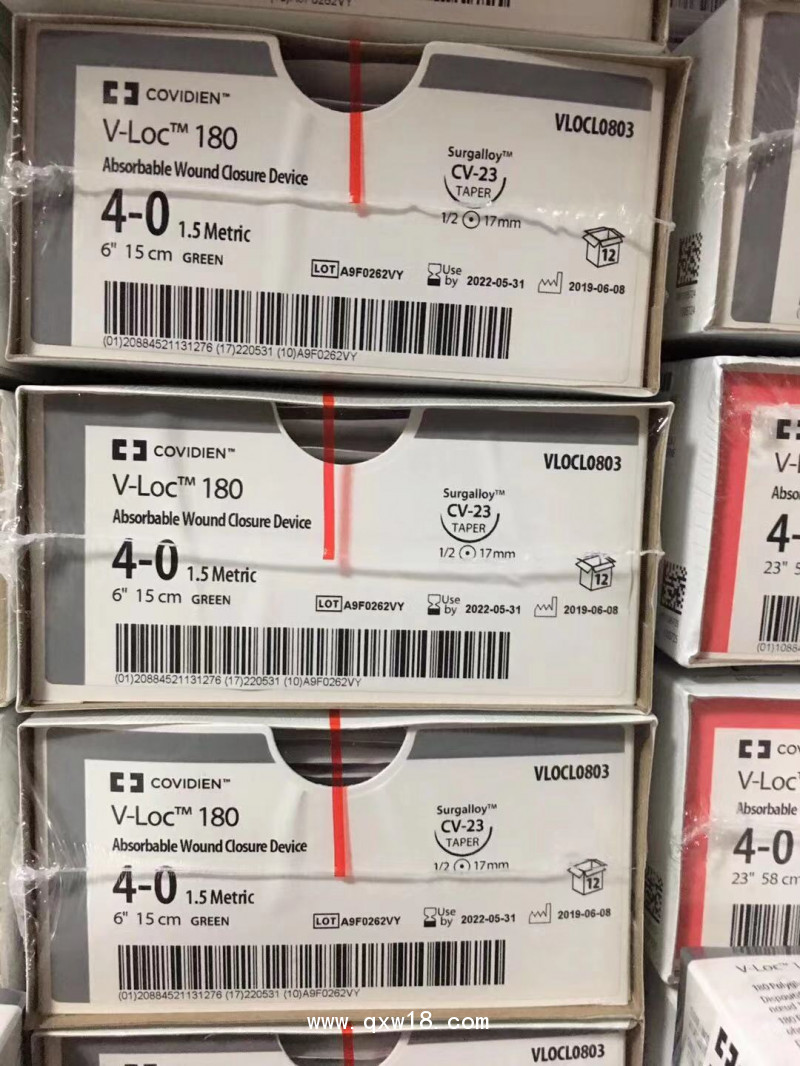 COVIDIEN™
VLOCL0803
V-Loc™ 180
Surgalloy™
Absorbable Wound Closure Device
CV-23
TAPER
4-0 1.5 Metric
1/2 17mm
6" 15 cm GREEN
12
LOT A9F0262VY
Use by 2022-05-31
2019-06-08
(01)20884521131276 (17)220531 (10)A9F0262VY
COVIDIEN™
VLOCL0803
V-Loc™ 180
Surgalloy™
Absorbable Wound Closure Device
CV-23
TAPER
4-0 1.5 Metric
1/2 17mm
6" 15 cm GREEN
12
LOT A9F0262VY
Use by 2022-05-31
2019-06-08
(01)20884521131276 (17)220531 (10)A9F0262VY
COVIDIEN™
VLOCL0803
V-Loc™ 180
Surgalloy™
Absorbable Wound Closure Device
CV-23
TAPER
4-0 1.5 Metric
1/2 17mm
6" 15 cm GREEN
12
LOT A9F0262VY
Use by 2022-05-31
2019-06-08
(01)20884521131276 (17)220531 (10)A9F0262VY
www.qxw18.com
COVIDIEN™
VLOCL0803
4-
23"
V-Loc
Absorbable
4-0
23" 58 cm